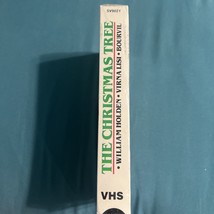 THE CHRISTMAS TREE
• WILLIAM HOLDEN • VIRNA LISI • BOURVIL
VHS